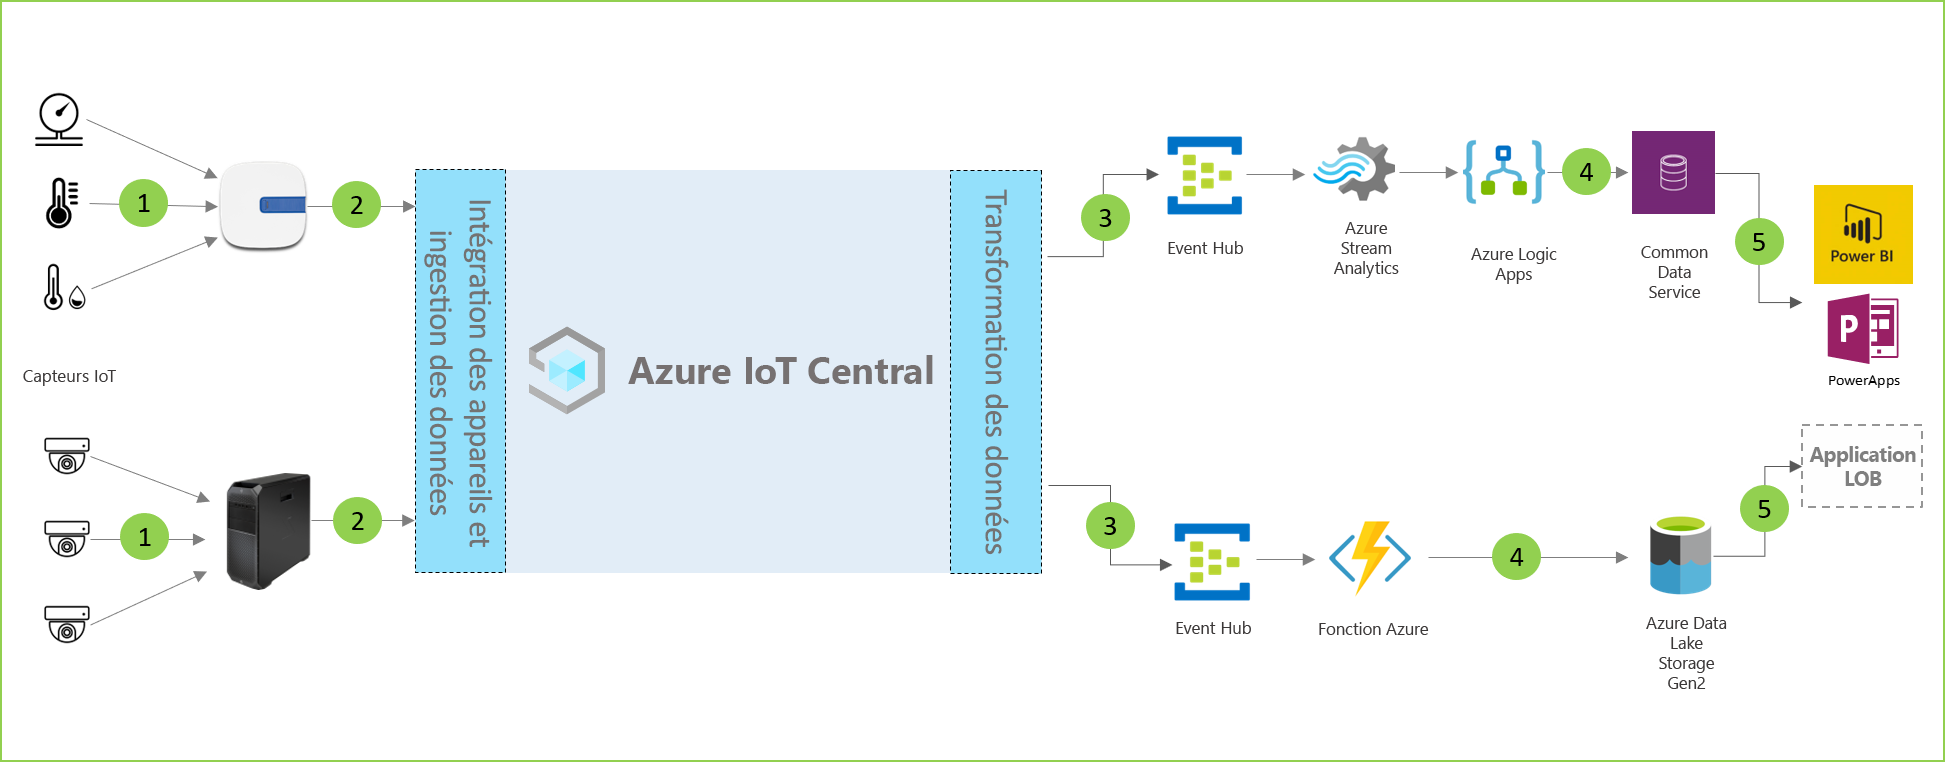 1
2
Capteurs IoT
1
2
Intégration des appareils et
ingestion des données
Azure IoT Central
Transformation des données
3
Event Hub
Azure
Stream
Analytics
Azure Logic
Apps
4
Common
Data
Service
5
Power BI
P
PowerApps
3
Event Hub
Fonction Azure
4
Azure Data
Lake
Storage
Gen2
5
Application
LOB